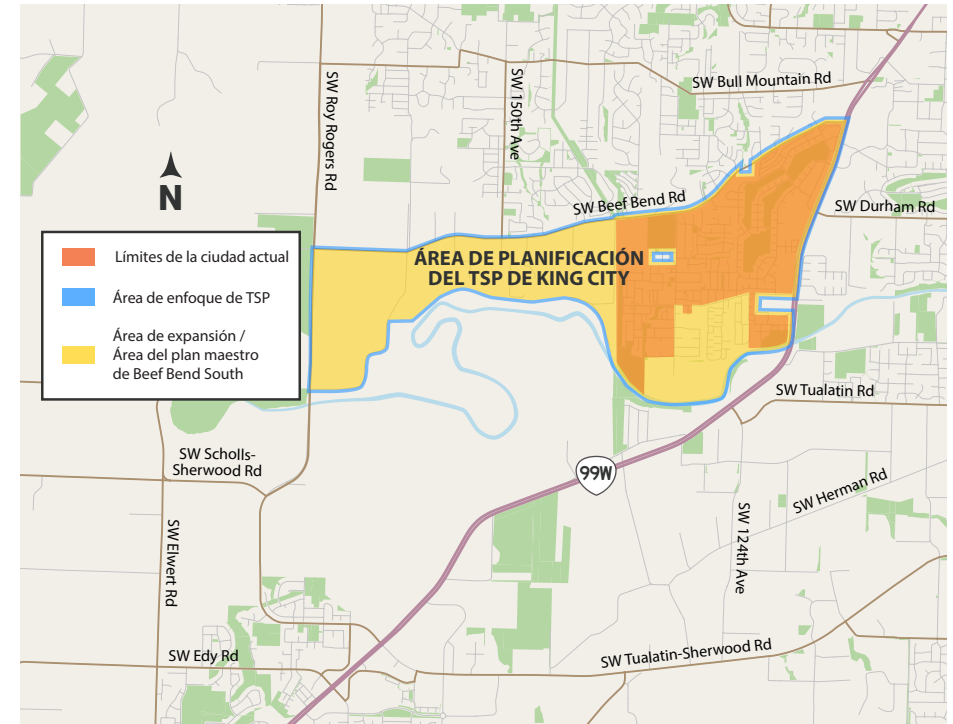 SW Bull Mountain Rd
SW Roy Rogers Rd
SW 150th Ave
N
SW Beef Bend Rd
SW Durham Rd
Límites de la ciudad actual
Área de enfoque de TSP
Área de expansión /
Área del plan maestro
de Beef Bend South
ÁREA DE PLANIFICACIÓN
DEL TSP DE KING CITY
SW Tualatin Rd
SW Scholls-
Sherwood Rd
99W
SW Herman Rd
SW Elwert Rd
SW 124th Ave
SW Edy Rd
SW Tualatin-Sherwood Rd